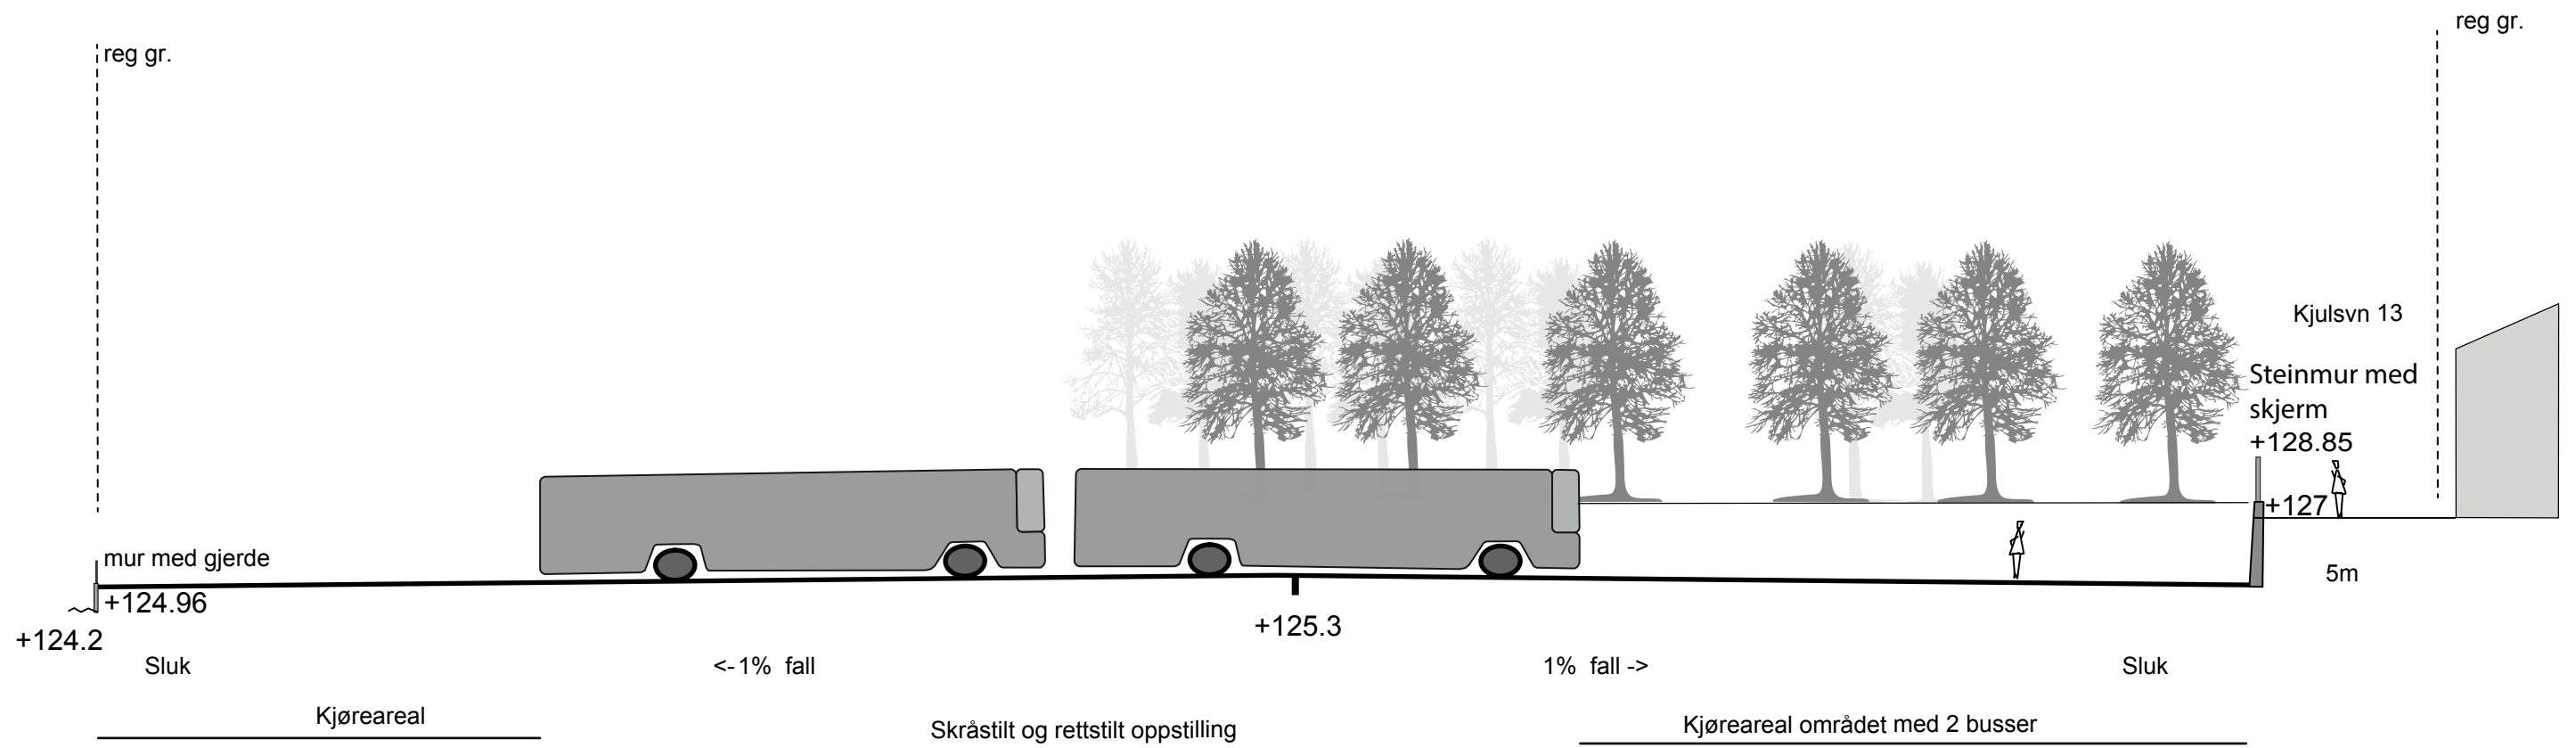 reg gr.
reg gr.
Kjulsvn 13
Steinmur med
skjerm
+128.85
+127
mur med gjerde
5m
+124.96
+124.2
+125.3
Sluk
<-1% fall
1% fall ->
Sluk
Kjøreareal
Skråstilt og rettstilt oppstilling
Kjøreareal området med 2 busser